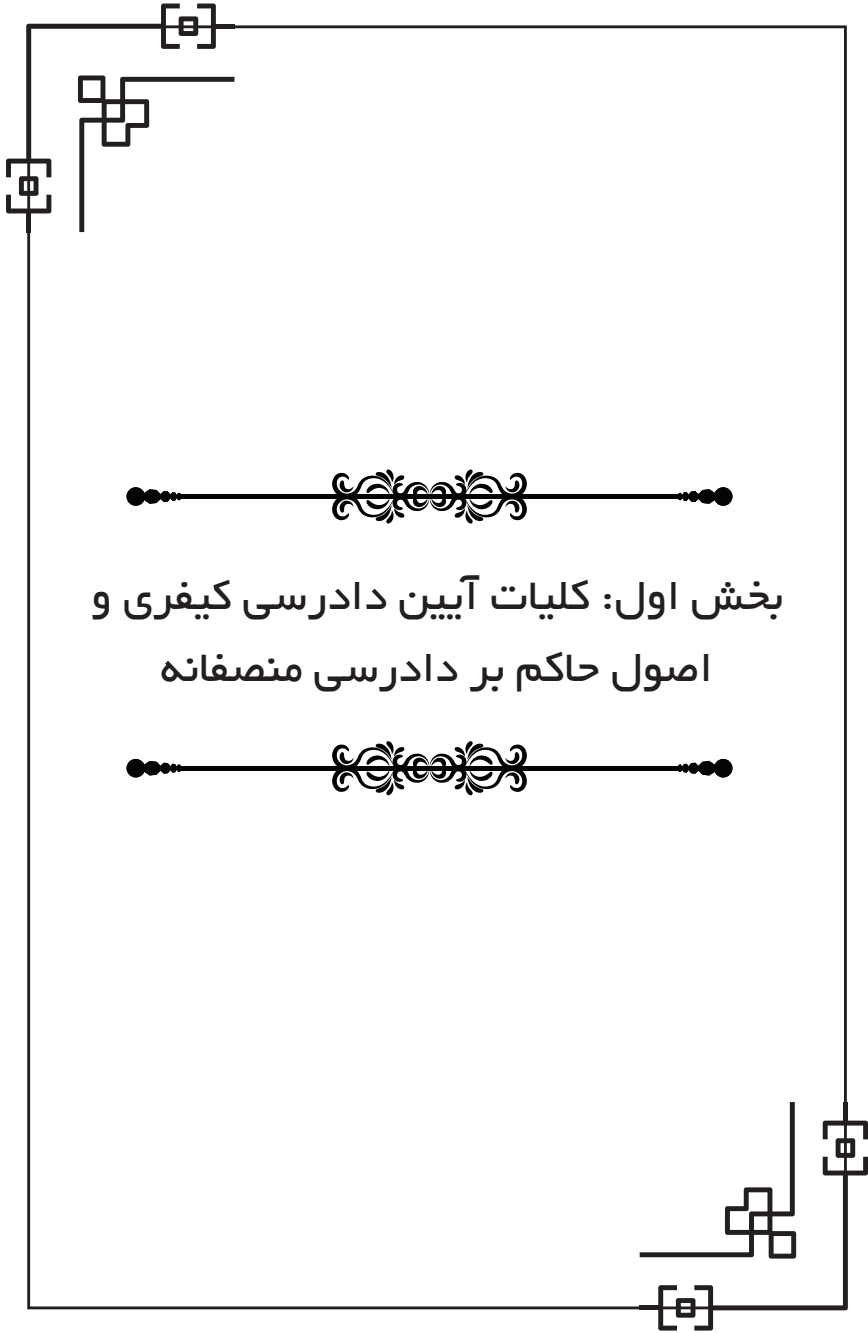 بخش اول: کلیات آیین دادرسی کیفری و
اصول حاکم بر دادرسی منصفانه